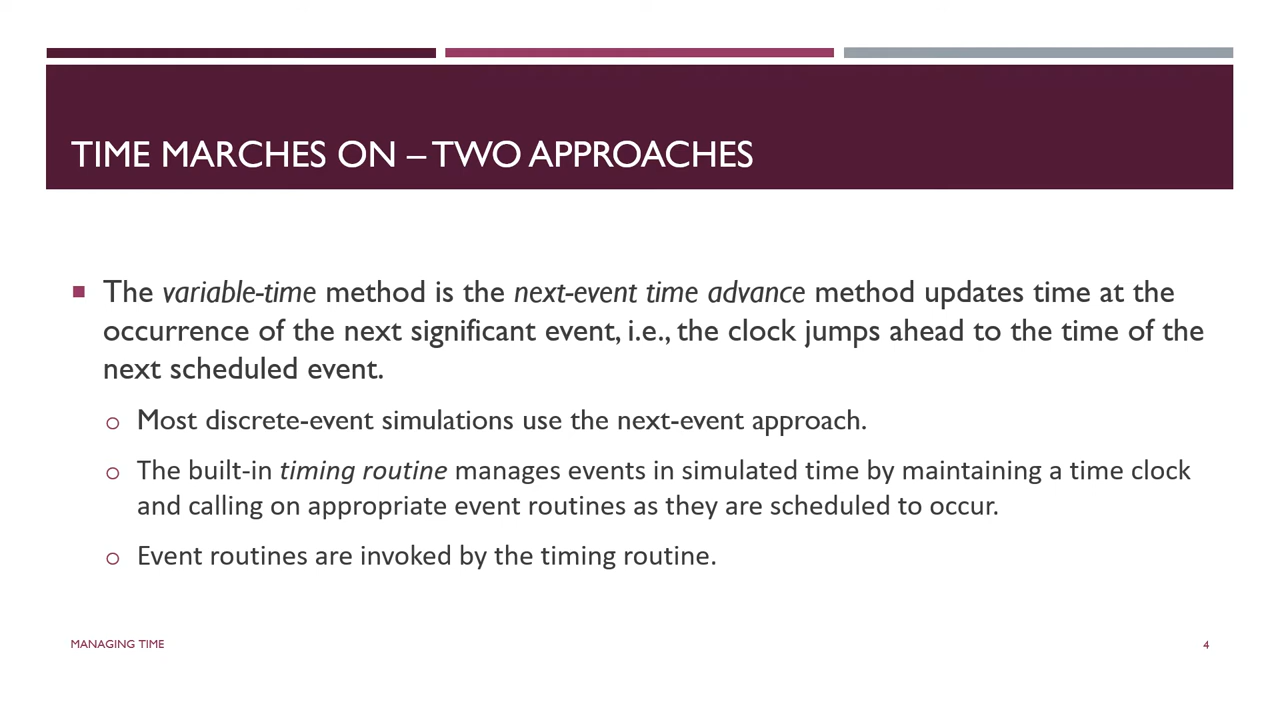 TIME MARCHES ON – TWO APPROACHES
The variable-time method is the next-event time advance method updates time at the
occurrence of the next significant event, i.e., the clock jumps ahead to the time of the
next scheduled event.
Most discrete-event simulations use the next-event approach.
The built-in timing routine manages events in simulated time by maintaining a time clock
and calling on appropriate event routines as they are scheduled to occur.
Event routines are invoked by the timing routine.
MANAGING TIME
4